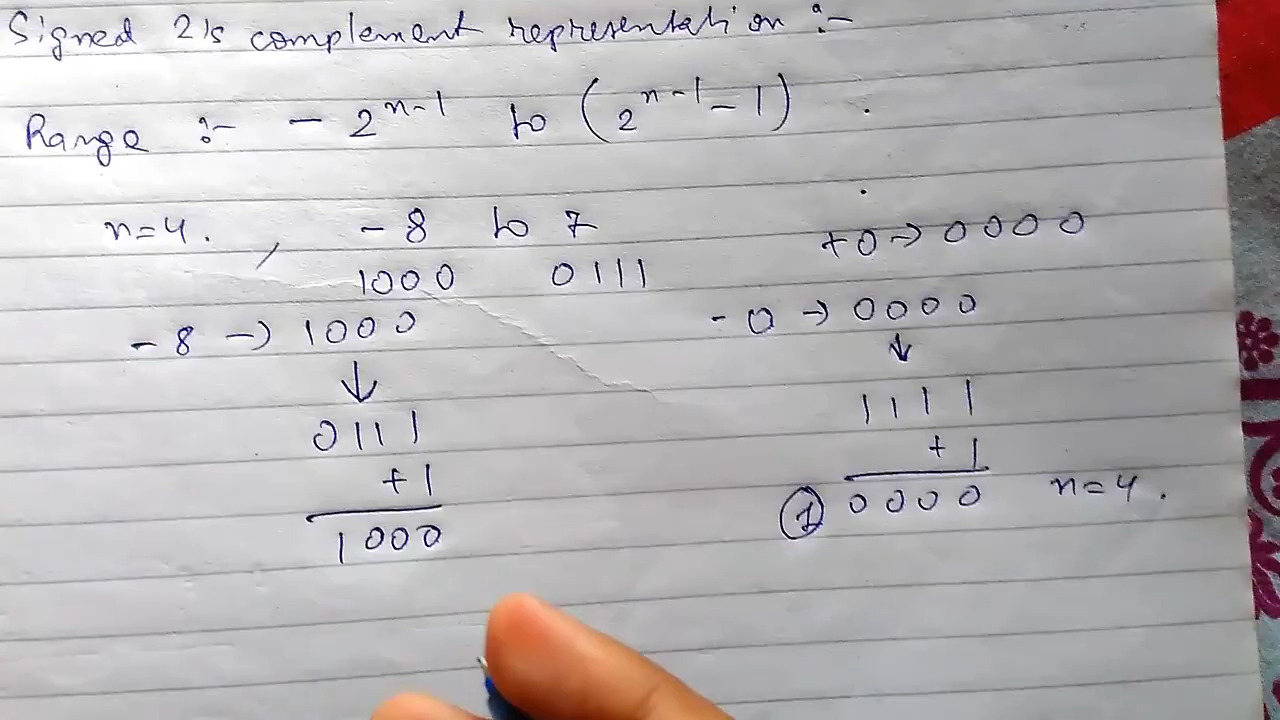 Signed 2's complement representation :-
Range :- - 2^{n-1} to (2^{n-1} - 1)
n=4. , - 8 to 7
1000 0111
- 8 → 1000
↓
0111
+1
1000
+0 → 0000
-0 → 0000
↓
1111
+1
1 0000 n=4.